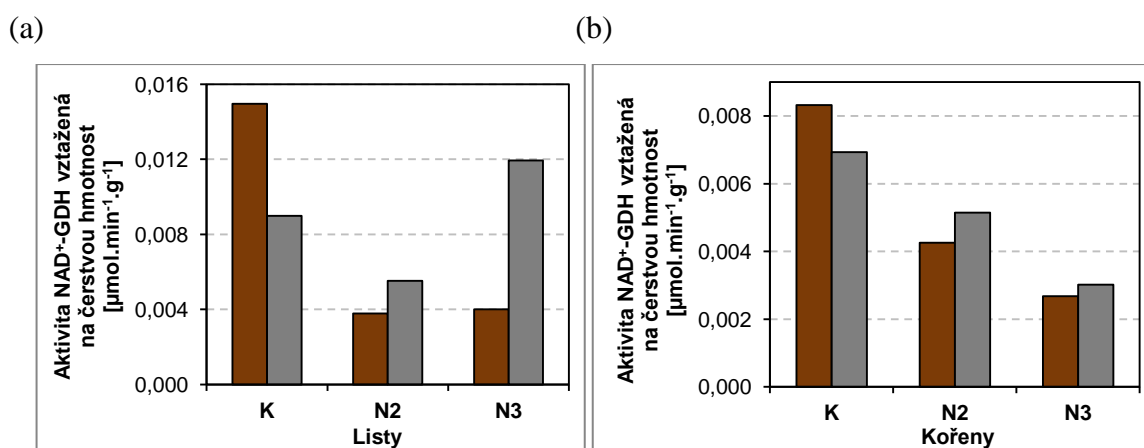 (a)
(b)
Aktivita NAD⁺-GDH vztažená
na čerstvou hmotnost
[µmol.min⁻¹.g⁻¹]
0,016
0,012
0,008
0,004
0,000
K N2 N3
Listy
Aktivita NAD⁺-GDH vztažená
na čerstvou hmotnost
[µmol.min⁻¹.g⁻¹]
0,008
0,006
0,004
0,002
0,000
K N2 N3
Kořeny